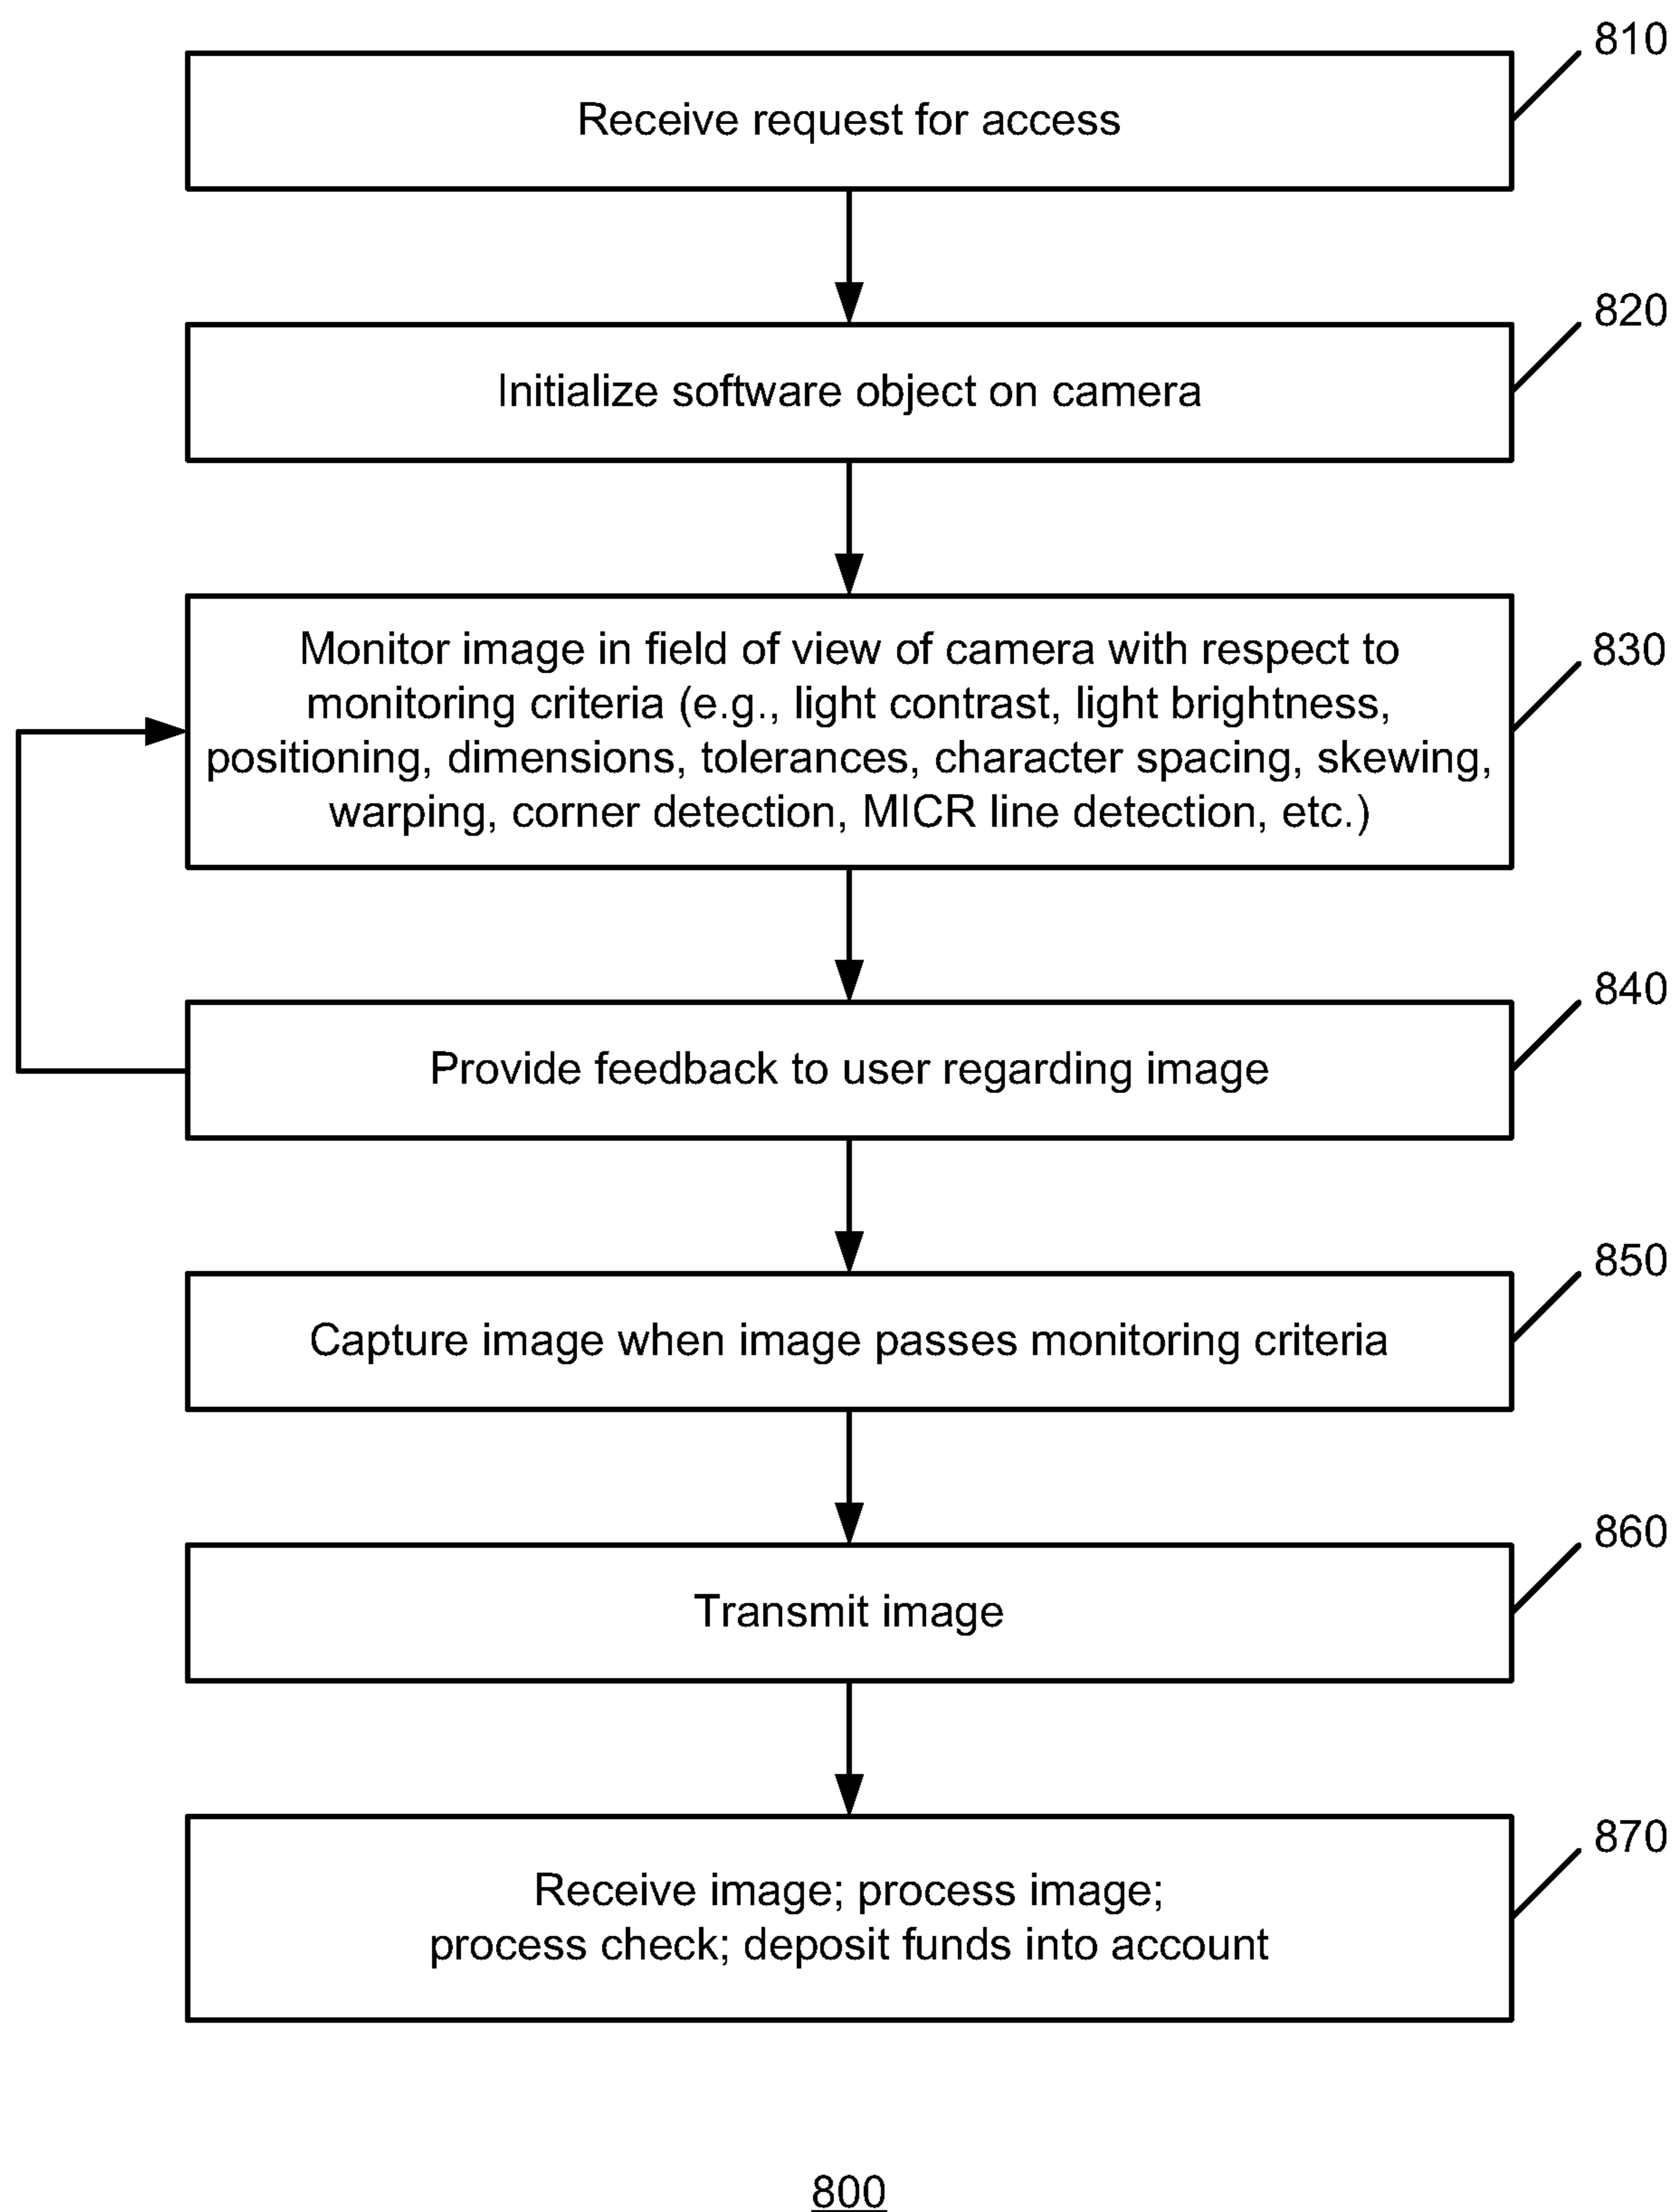 810
Receive request for access
820
Initialize software object on camera
830
Monitor image in field of view of camera with respect to
monitoring criteria (e.g., light contrast, light brightness,
positioning, dimensions, tolerances, character spacing, skewing,
warping, corner detection, MICR line detection, etc.)
840
Provide feedback to user regarding image
850
Capture image when image passes monitoring criteria
860
Transmit image
870
Receive image; process image;
process check; deposit funds into account
800